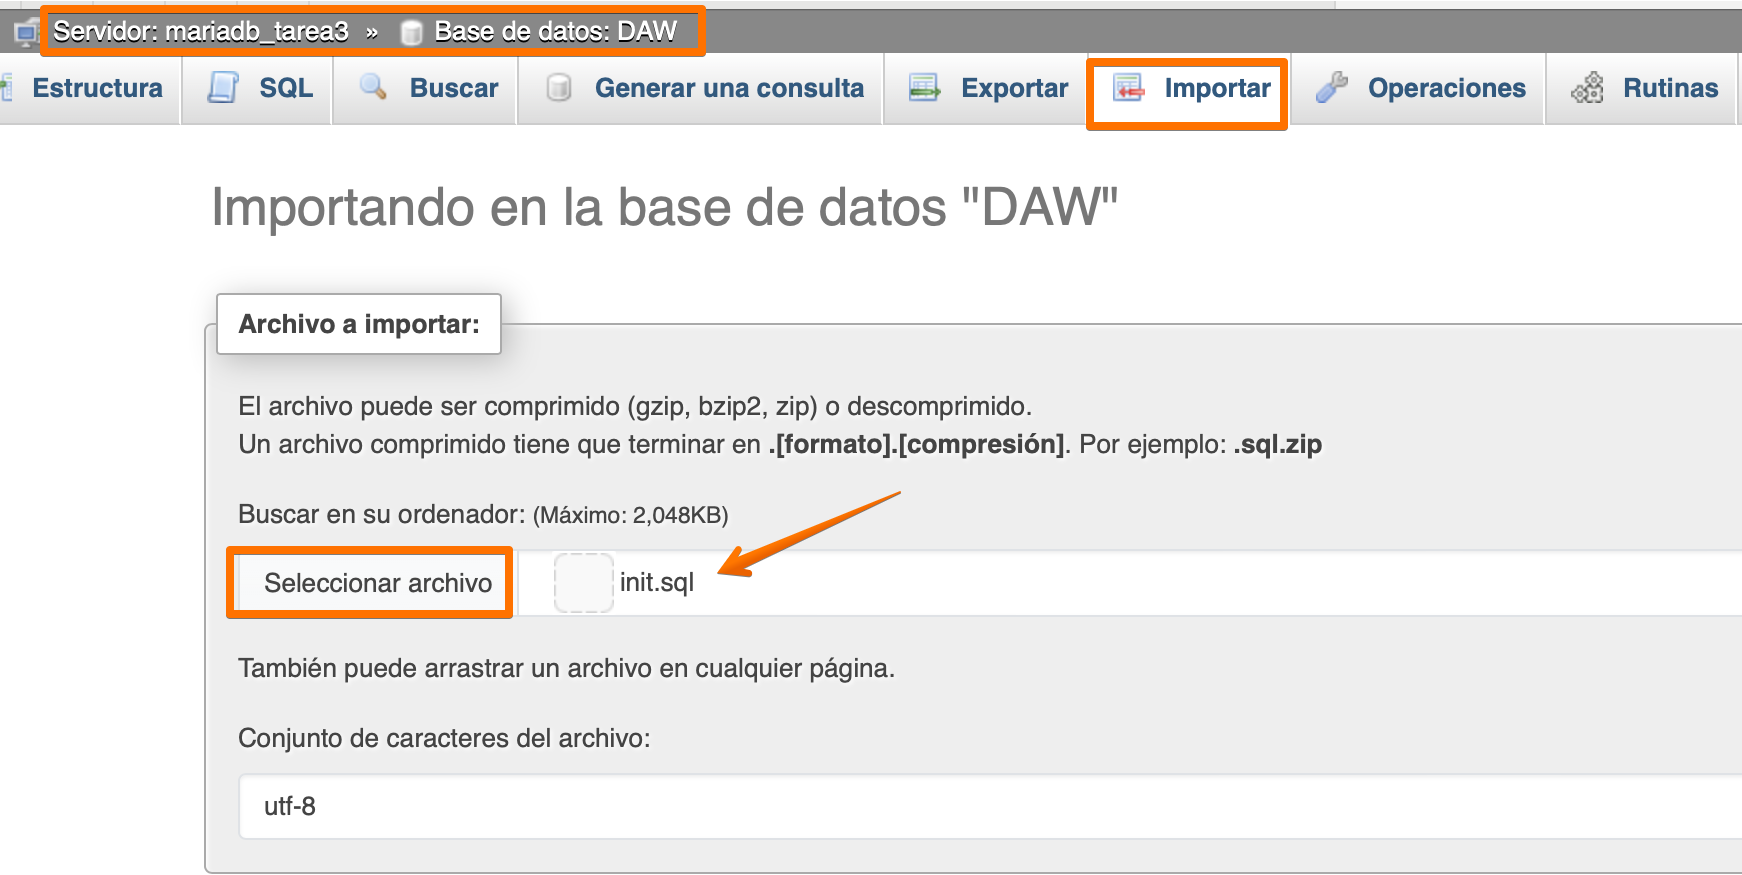 Servidor: mariadb_tarea3 » Base de datos: DAW
Estructura SQL Buscar Generar una consulta Exportar Importar Operaciones Rutinas
Importando en la base de datos "DAW"
Archivo a importar:
El archivo puede ser comprimido (gzip, bzip2, zip) o descomprimido.
Un archivo comprimido tiene que terminar en .[formato].[compresión]. Por ejemplo: .sql.zip
Buscar en su ordenador: (Máximo: 2,048KB)
Seleccionar archivo init.sql
También puede arrastrar un archivo en cualquier página.
Conjunto de caracteres del archivo:
utf-8